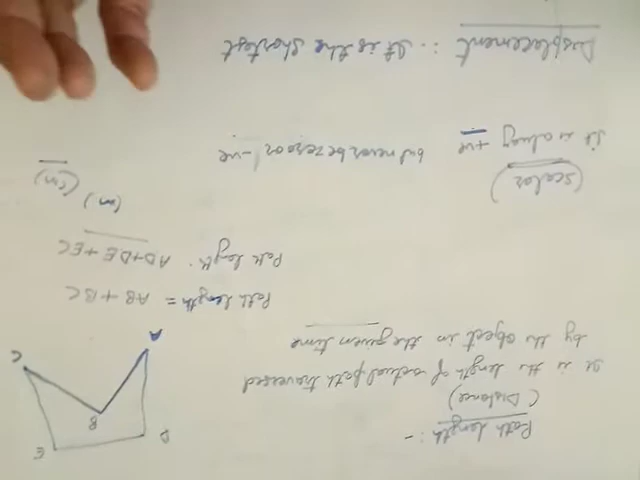 Path length :-
(Distance)
It is the length of actual path traversed
by the object in the given time
D
E
B
A
C
Path length = AB + BC
Path length. AD + DE + EC
(m)
(cm)
(scalar)
it is always +ve but never be zero or -ve
Displacement :- It is the shortest